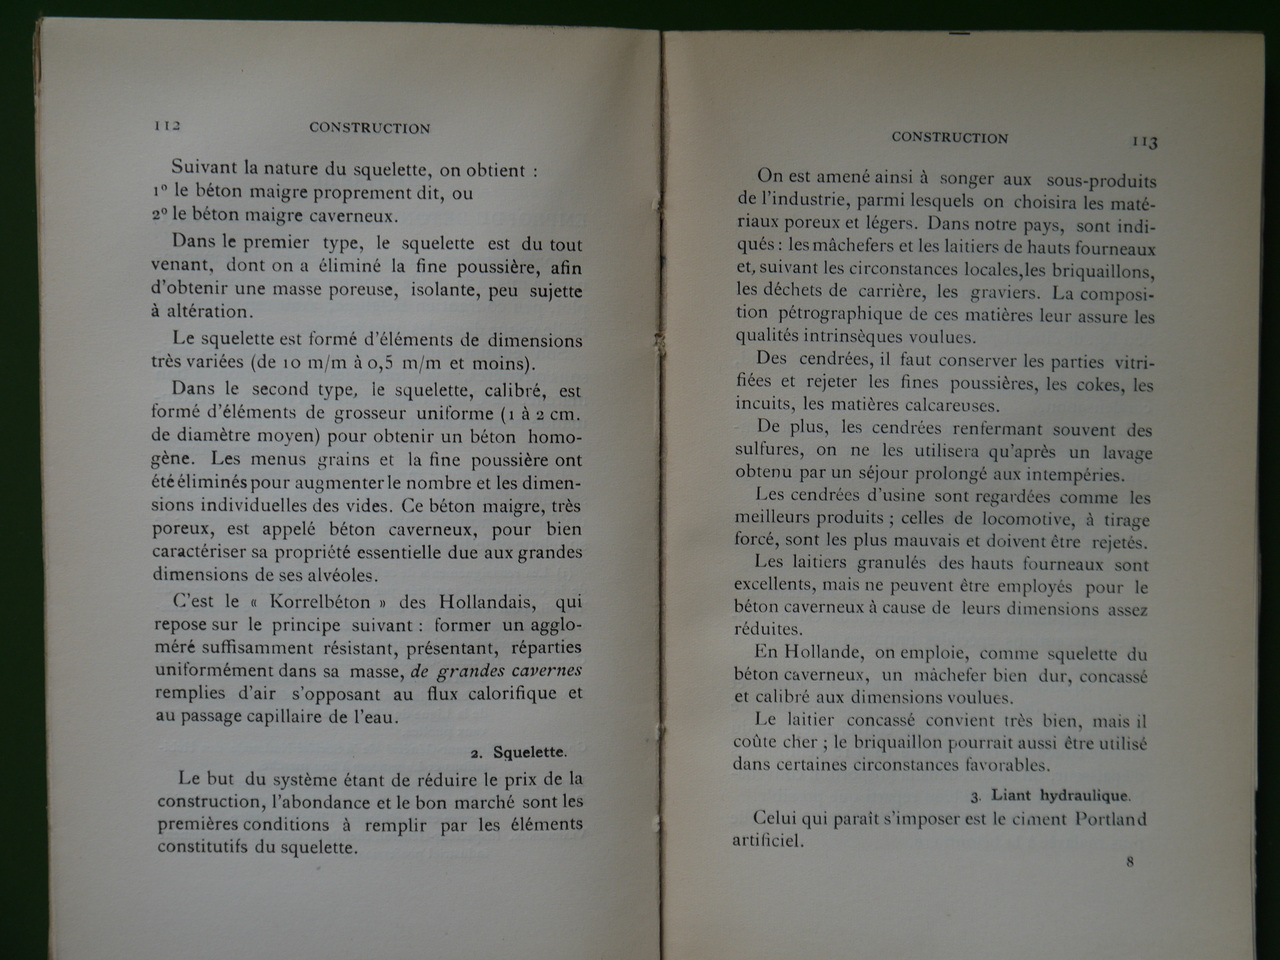 112 CONSTRUCTION
Suivant la nature du squelette, on obtient :
1º le béton maigre proprement dit, ou
2º le béton maigre caverneux.
Dans le premier type, le squelette est du tout
venant, dont on a éliminé la fine poussière, afin
d'obtenir une masse poreuse, isolante, peu sujette
à altération.
Le squelette est formé d'éléments de dimensions
très variées (de 10 m/m à 0,5 m/m et moins).
Dans le second type, le squelette, calibré, est
formé d'éléments de grosseur uniforme (1 à 2 cm.
de diamètre moyen) pour obtenir un béton homo-
gène. Les menus grains et la fine poussière ont
été éliminés pour augmenter le nombre et les dimen-
sions individuelles des vides. Ce béton maigre, très
poreux, est appelé béton caverneux, pour bien
caractériser sa propriété essentielle due aux grandes
dimensions de ses alvéoles.
C'est le « Korrelbéton » des Hollandais, qui
repose sur le principe suivant : former un agglo-
méré suffisamment résistant, présentant, réparties
uniformément dans sa masse, de grandes cavernes
remplies d'air s'opposant au flux calorifique et
au passage capillaire de l'eau.
2. Squelette.
Le but du système étant de réduire le prix de la
construction, l'abondance et le bon marché sont les
premières conditions à remplir par les éléments
constitutifs du squelette.
CONSTRUCTION 113
On est amené ainsi à songer aux sous-produits
de l'industrie, parmi lesquels on choisira les maté-
riaux poreux et légers. Dans notre pays, sont indi-
qués : les mâchefers et les laitiers de hauts fourneaux
et, suivant les circonstances locales, les briquaillons,
les déchets de carrière, les graviers. La composi-
tion pétrographique de ces matières leur assure les
qualités intrinsèques voulues.
Des cendrées, il faut conserver les parties vitri-
fiées et rejeter les fines poussières, les cokes, les
incuits, les matières calcareuses.
De plus, les cendrées renfermant souvent des
sulfures, on ne les utilisera qu'après un lavage
obtenu par un séjour prolongé aux intempéries.
Les cendrées d'usine sont regardées comme les
meilleurs produits ; celles de locomotive, à tirage
forcé, sont les plus mauvais et doivent être rejetés.
Les laitiers granulés des hauts fourneaux sont
excellents, mais ne peuvent être employés pour le
béton caverneux à cause de leurs dimensions assez
réduites.
En Hollande, on emploie, comme squelette du
béton caverneux, un mâchefer bien dur, concassé
et calibré aux dimensions voulues.
Le laitier concassé convient très bien, mais il
coûte cher ; le briquaillon pourrait aussi être utilisé
dans certaines circonstances favorables.
3. Liant hydraulique.
Celui qui paraît s'imposer est le ciment Portland
artificiel.
8